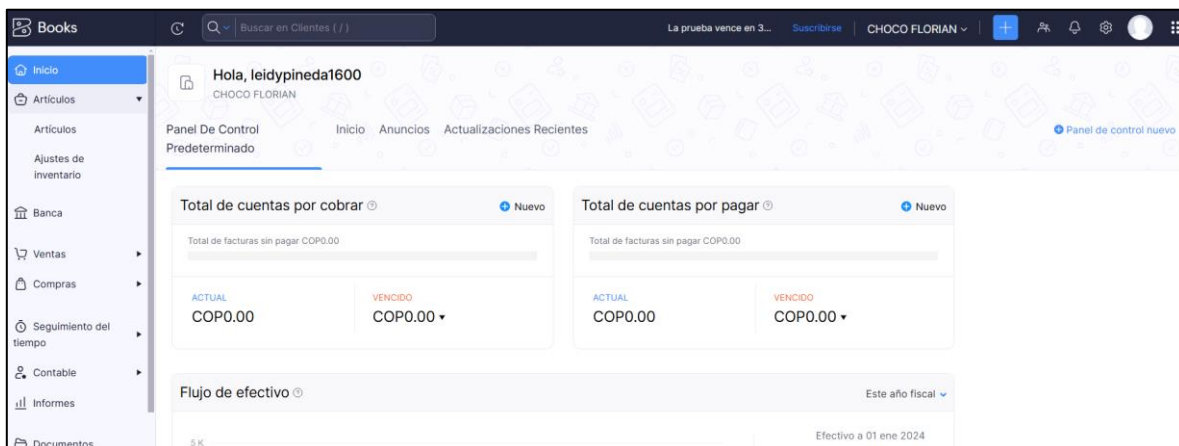 Books
Buscar en Clientes ( / )
La prueba vence en 3...
Suscribirse
CHOCO FLORIAN
Inicio
Artículos
Artículos
Ajustes de
inventario
Banca
Ventas
Compras
Seguimiento del
tiempo
Contable
Informes
Documentos
Hola, leidypineda1600
CHOCO FLORIAN
Panel De Control
Predeterminado
Inicio
Anuncios
Actualizaciones Recientes
Panel de control nuevo
Total de cuentas por cobrar
Nuevo
Total de facturas sin pagar COP0.00
ACTUAL
COP0.00
VENCIDO
COP0.00
Total de cuentas por pagar
Nuevo
Total de facturas sin pagar COP0.00
ACTUAL
COP0.00
VENCIDO
COP0.00
Flujo de efectivo
Este año fiscal
5 K
Efectivo a 01 ene 2024